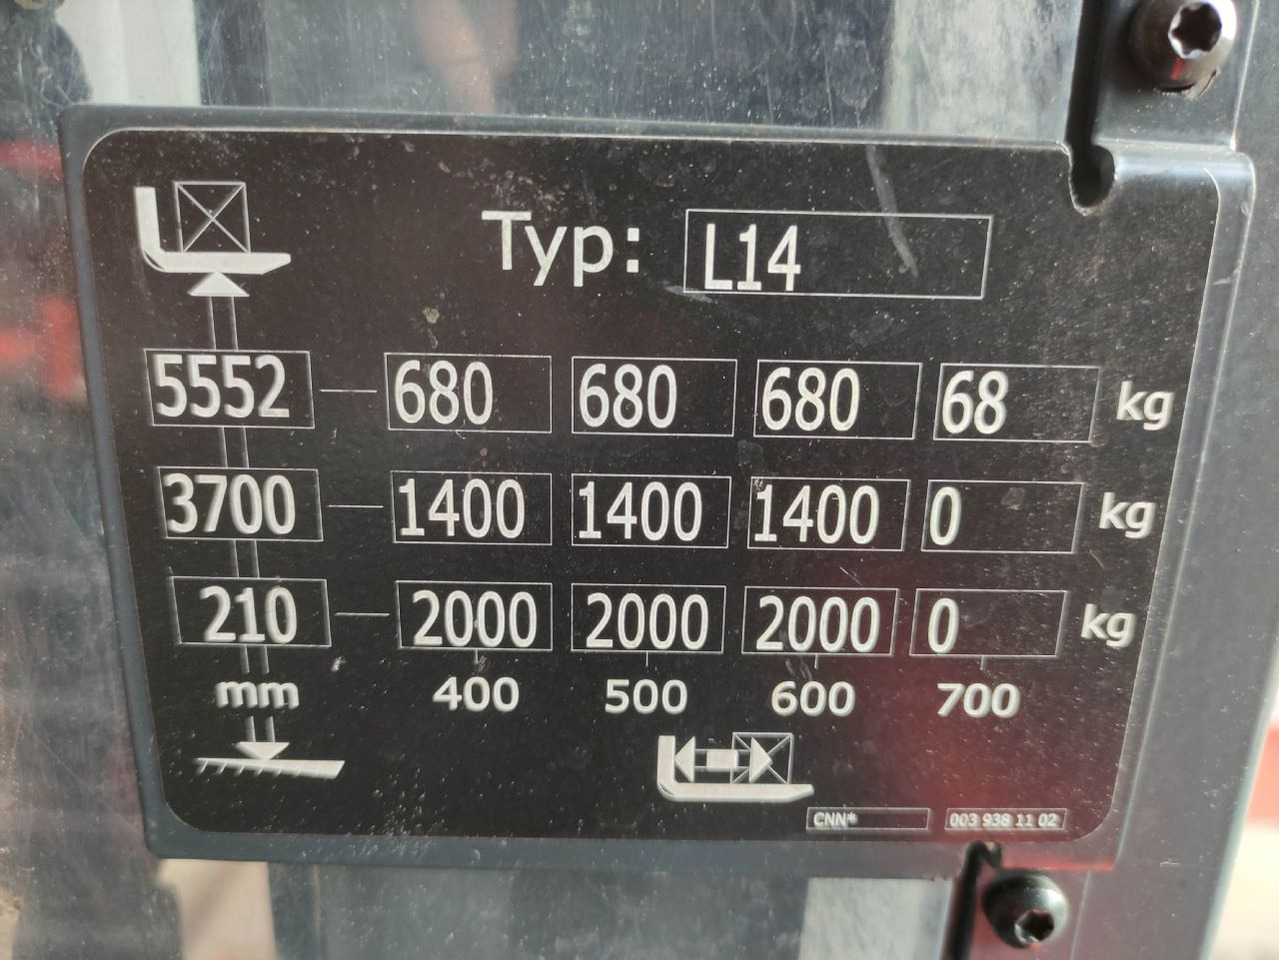 Typ: L14
5552 680 680 680 68 kg
3700 1400 1400 1400 0 kg
210 2000 2000 2000 0 kg
mm 400 500 600 700
CNN* 003 938 11 02